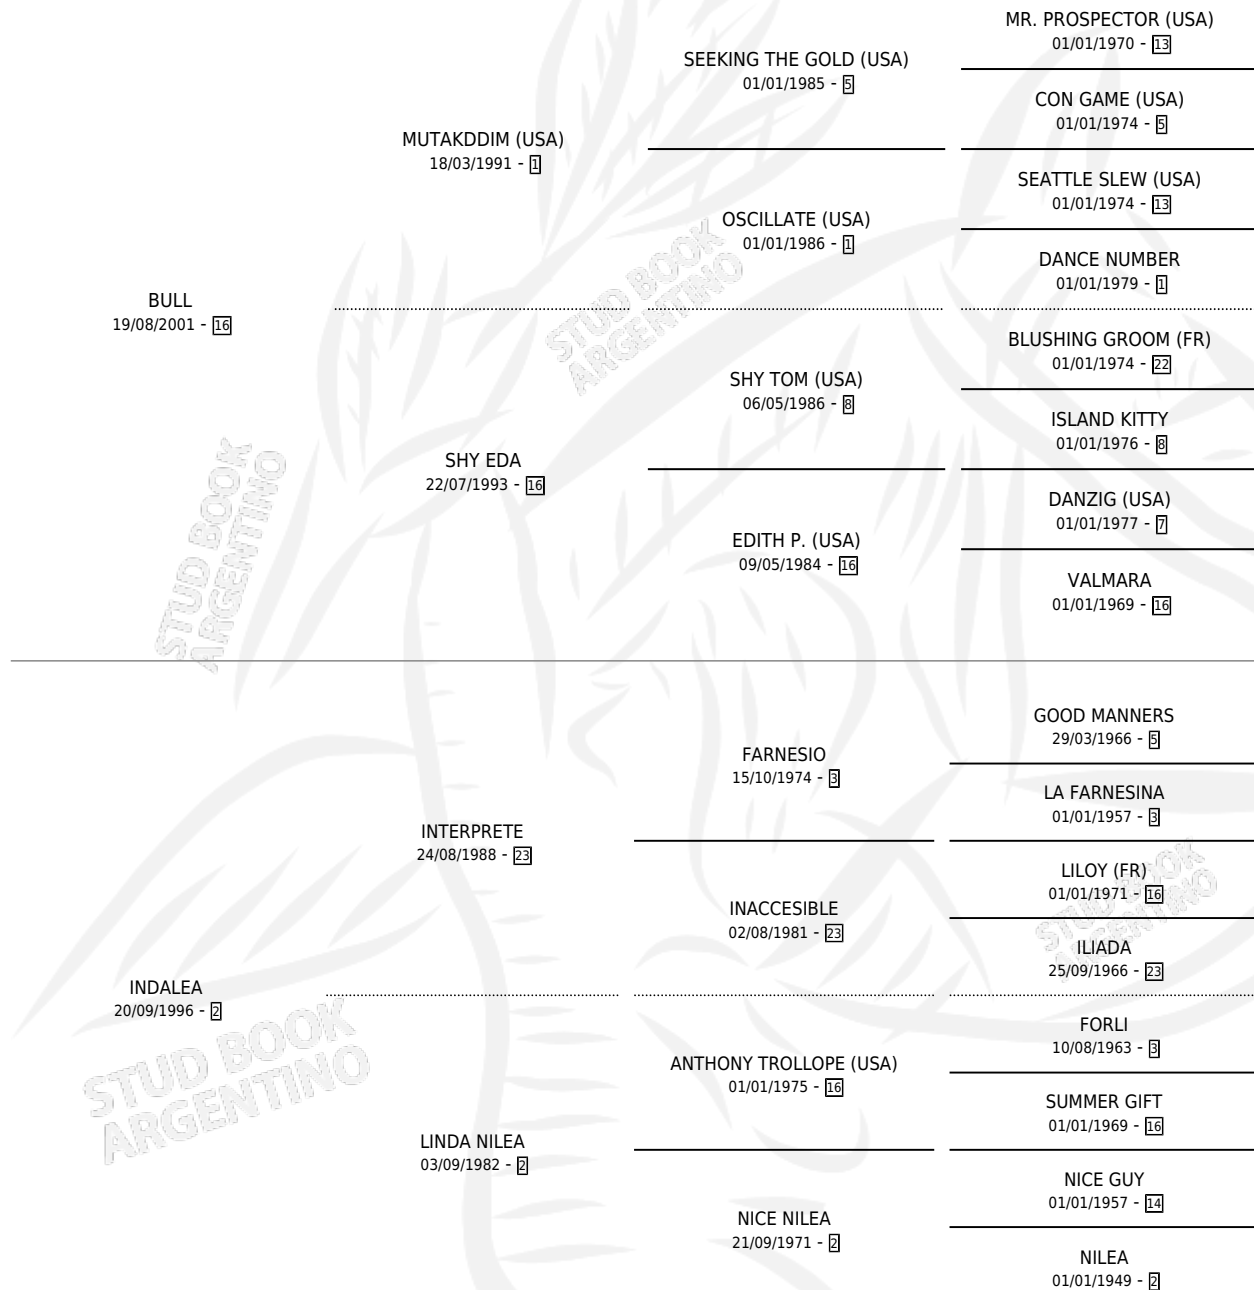 MR. PROSPECTOR (USA)
01/01/1970 - 13
SEEKING THE GOLD (USA)
01/01/1985 - 5
CON GAME (USA)
01/01/1974 - 5
MUTAKDDIM (USA)
18/03/1991 - 1
SEATTLE SLEW (USA)
01/01/1974 - 13
OSCILLATE (USA)
01/01/1986 - 1
DANCE NUMBER
01/01/1979 - 1
BULL
19/08/2001 - 16
BLUSHING GROOM (FR)
01/01/1974 - 22
SHY TOM (USA)
06/05/1986 - 8
ISLAND KITTY
01/01/1976 - 8
SHY EDA
22/07/1993 - 16
DANZIG (USA)
01/01/1977 - 7
EDITH P. (USA)
09/05/1984 - 16
VALMARA
01/01/1969 - 16
GOOD MANNERS
29/03/1966 - 5
FARNESIO
15/10/1974 - 3
LA FARNESINA
01/01/1957 - 3
INTERPRETE
24/08/1988 - 23
LILOY (FR)
01/01/1971 - 16
INACCESIBLE
02/08/1981 - 23
ILIADA
25/09/1966 - 23
INDALEA
20/09/1996 - 2
FORLI
10/08/1963 - 3
ANTHONY TROLLOPE (USA)
01/01/1975 - 16
SUMMER GIFT
01/01/1969 - 16
LINDA NILEA
03/09/1982 - 2
NICE GUY
01/01/1957 - 14
NICE NILEA
21/09/1971 - 2
NILEA
01/01/1949 - 2
STUD BOOK
ARGENTINO
STUD BOOK
ARGENTINO
STUD BOOK
ARGENTINO
STUD BOOK
ARGENTINO